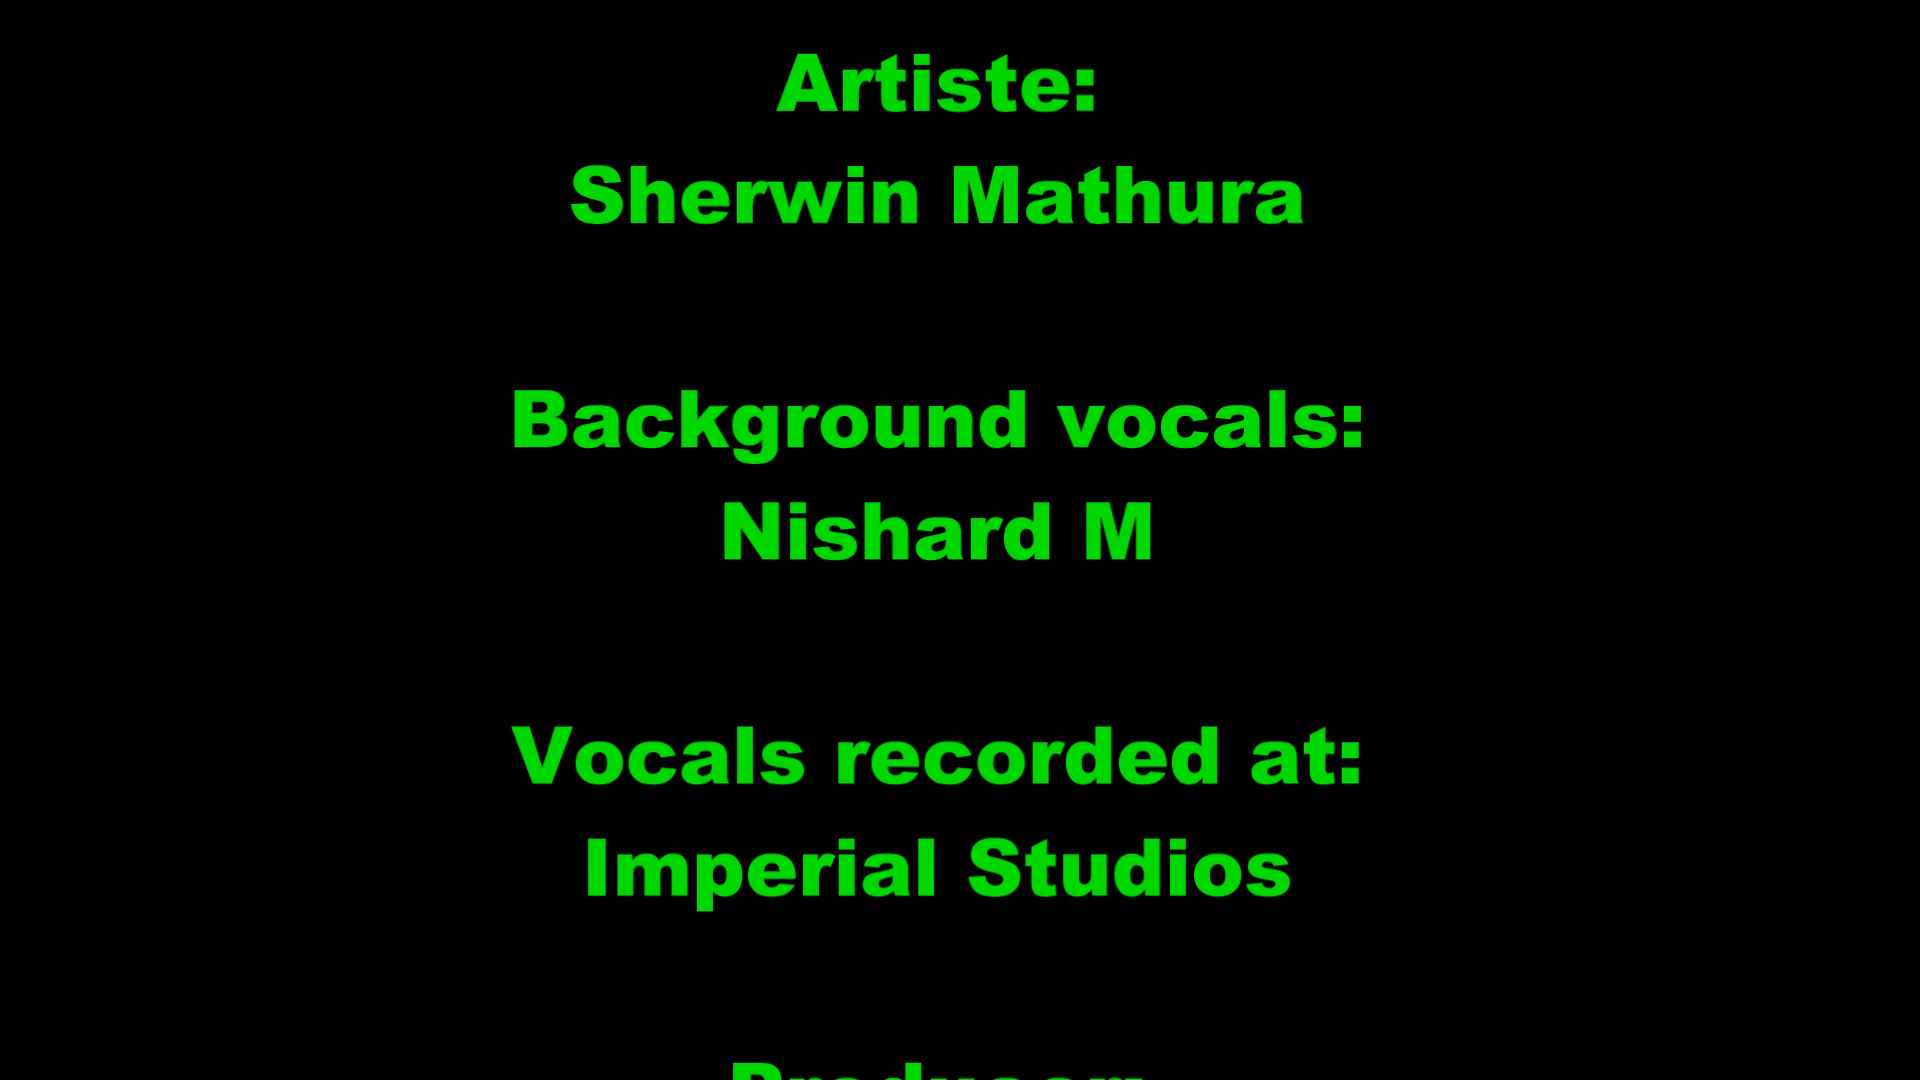 Artiste:
Sherwin Mathura
Background vocals:
Nishard M
Vocals recorded at:
Imperial Studios